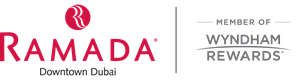 RAMADA®
Downtown Dubai
MEMBER OF
WYNDHAM
REWARDS®